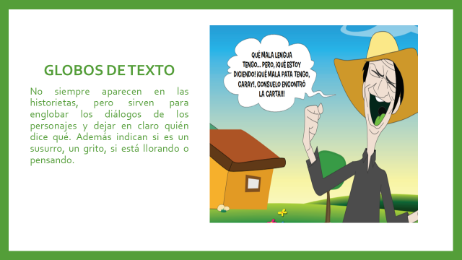 GLOBOS DE TEXTO
No siempre aparecen en las
historietas, pero sirven para
englobar los diálogos de los
personajes y dejar en claro quién
dice qué. Además indican si es un
susurro, un grito, si está llorando o
pensando.
QUÉ MALA LENGUA
TENGO... PERO, ¡QUÉ ESTOY
DICIENDO! ¡QUÉ MALA PATA TENGO,
CARAY!, CONSUELO ENCONTRÓ
LA CARTA!!!